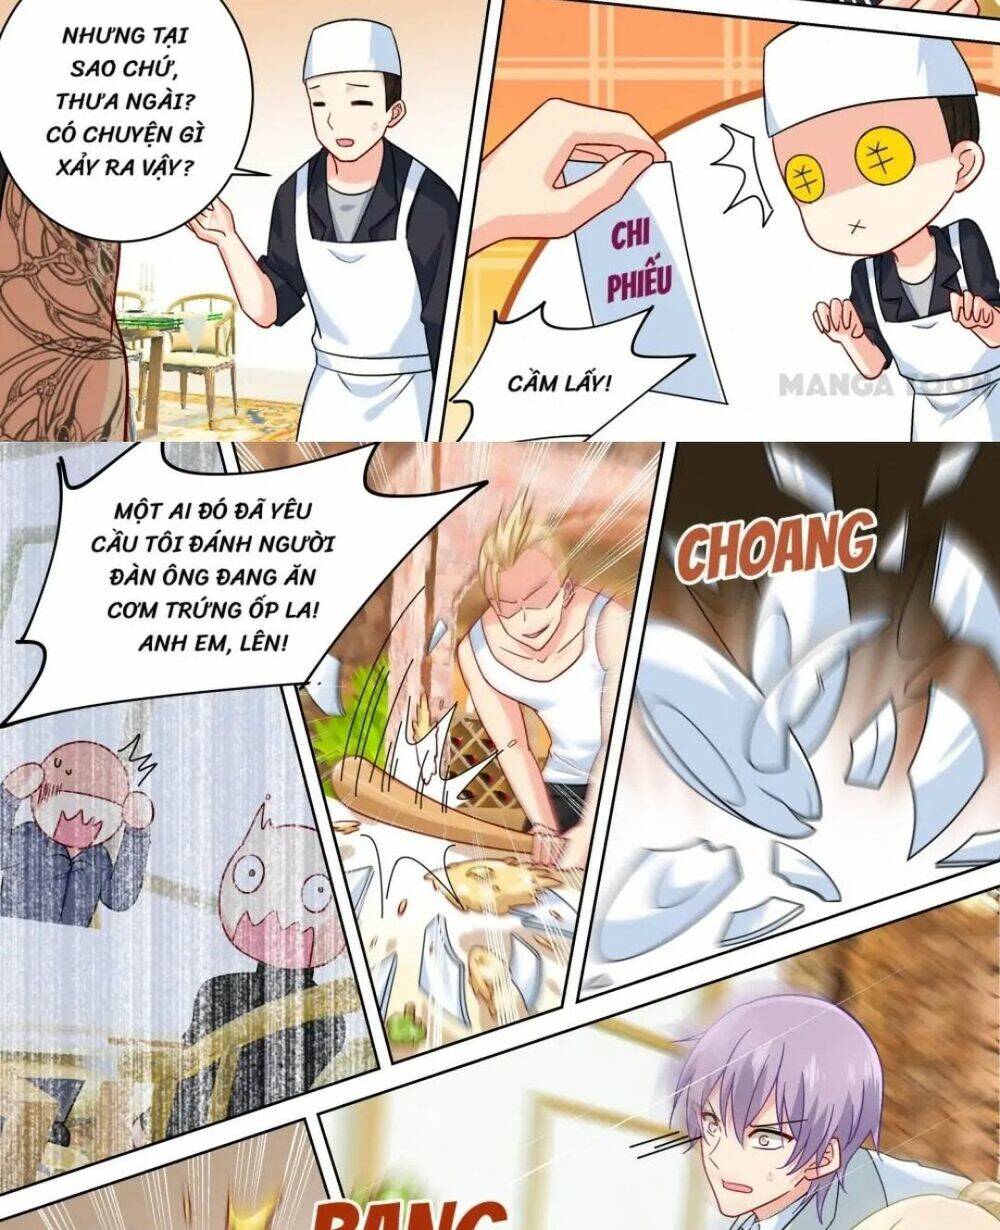 NHƯNG TẠI
SAO CHỨ,
THƯA NGÀI?
CÓ CHUYỆN GÌ
XẢY RA VẬY?
CHI
PHIẾU
CẦM LẤY!
MANGA TOON
MỘT AI ĐÓ ĐÃ YÊU
CẦU TÔI ĐÁNH NGƯỜI
ĐÀN ÔNG ĐANG ĂN
CƠM TRỨNG ỐP LA!
ANH EM, LÊN!
CHOANG
BANG